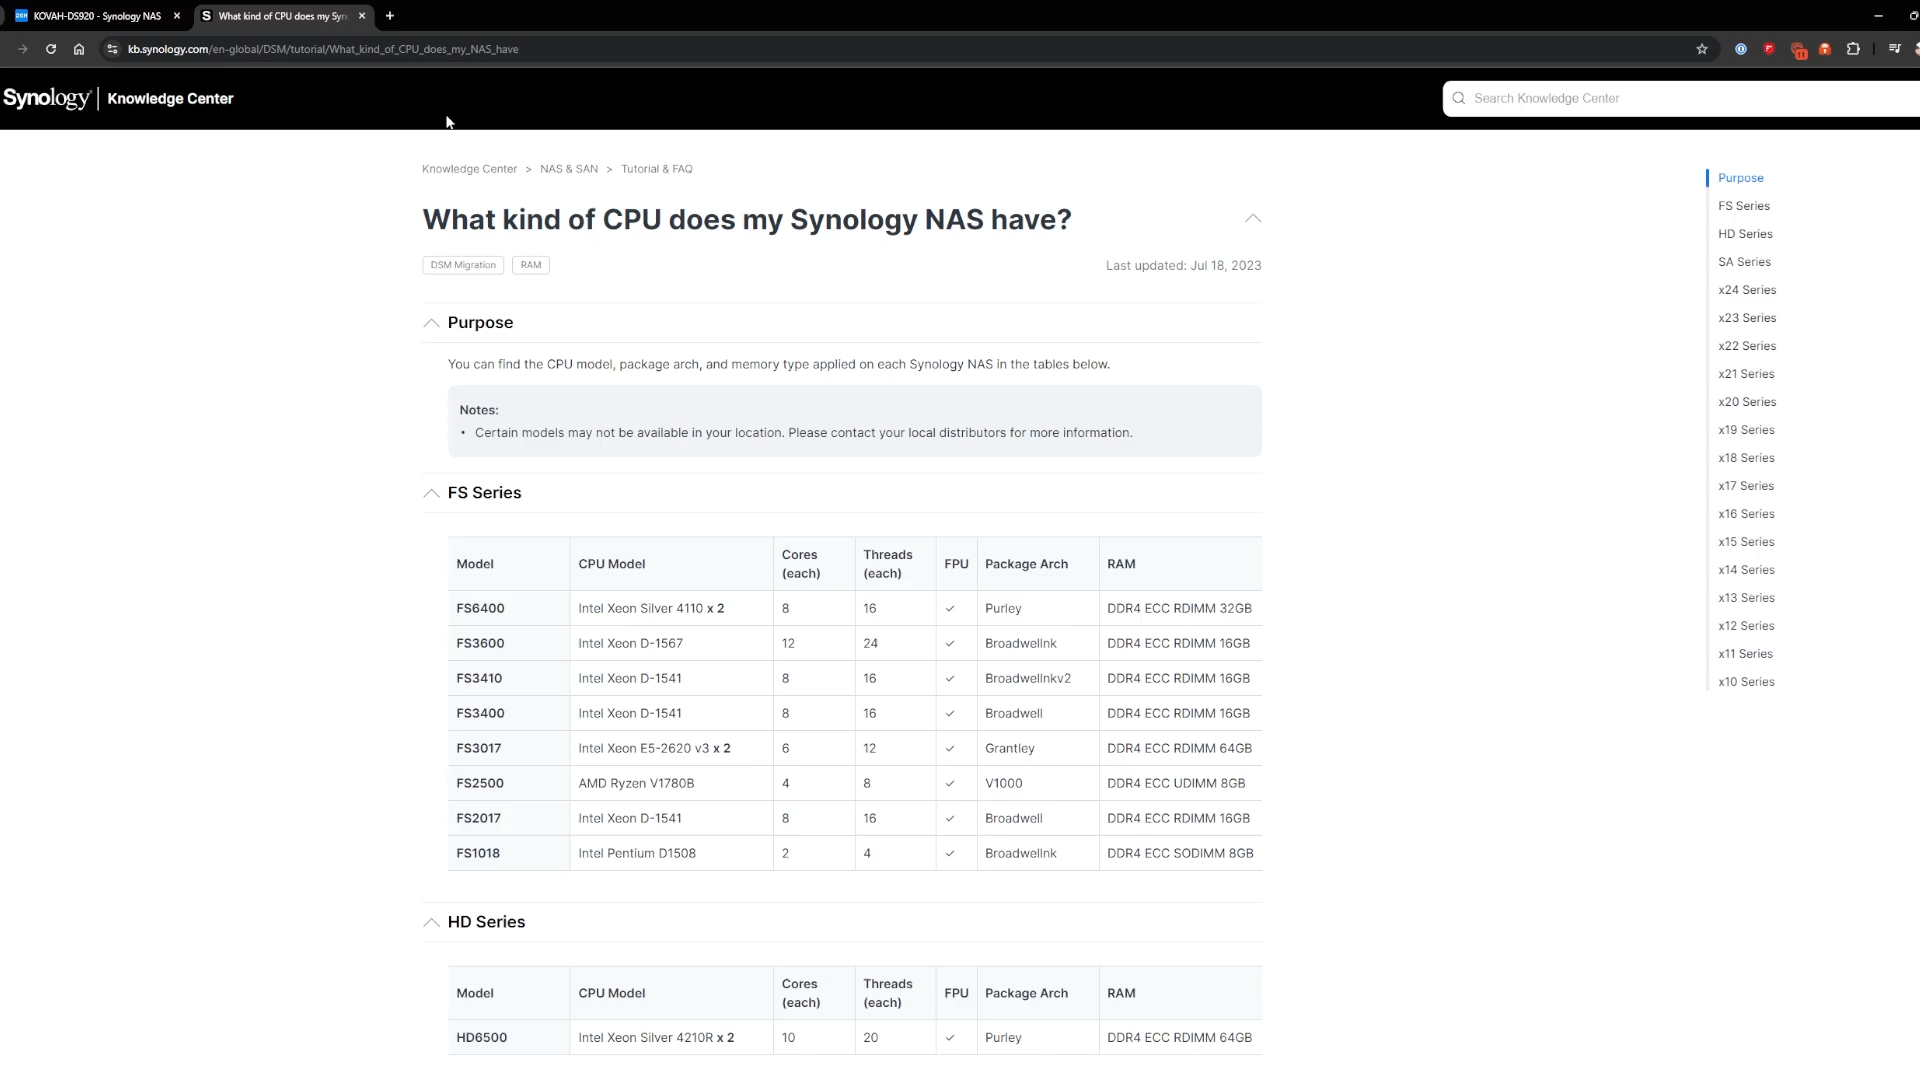 KOVAH-DS920 - Synology NAS
What kind of CPU does my Syn
kb.synology.com/en-global/DSM/tutorial/What_kind_of_CPU_does_my_NAS_have
11
Synology | Knowledge Center
Search Knowledge Center
Knowledge Center > NAS & SAN > Tutorial & FAQ
What kind of CPU does my Synology NAS have?
DSM Migration RAM
Last updated: Jul 18, 2023
Purpose
You can find the CPU model, package arch, and memory type applied on each Synology NAS in the tables below.
Notes:
• Certain models may not be available in your location. Please contact your local distributors for more information.
FS Series
Model CPU Model Cores (each) Threads (each) FPU Package Arch RAM
FS6400 Intel Xeon Silver 4110 x 2 8 16 ✓ Purley DDR4 ECC RDIMM 32GB
FS3600 Intel Xeon D-1567 12 24 ✓ Broadwellnk DDR4 ECC RDIMM 16GB
FS3410 Intel Xeon D-1541 8 16 ✓ Broadwellnkv2 DDR4 ECC RDIMM 16GB
FS3400 Intel Xeon D-1541 8 16 ✓ Broadwell DDR4 ECC RDIMM 16GB
FS3017 Intel Xeon E5-2620 v3 x 2 6 12 ✓ Grantley DDR4 ECC RDIMM 64GB
FS2500 AMD Ryzen V1780B 4 8 ✓ V1000 DDR4 ECC UDIMM 8GB
FS2017 Intel Xeon D-1541 8 16 ✓ Broadwell DDR4 ECC RDIMM 16GB
FS1018 Intel Pentium D1508 2 4 ✓ Broadwellnk DDR4 ECC SODIMM 8GB
HD Series
Model CPU Model Cores (each) Threads (each) FPU Package Arch RAM
HD6500 Intel Xeon Silver 4210R x 2 10 20 ✓ Purley DDR4 ECC RDIMM 64GB
Purpose
FS Series
HD Series
SA Series
x24 Series
x23 Series
x22 Series
x21 Series
x20 Series
x19 Series
x18 Series
x17 Series
x16 Series
x15 Series
x14 Series
x13 Series
x12 Series
x11 Series
x10 Series